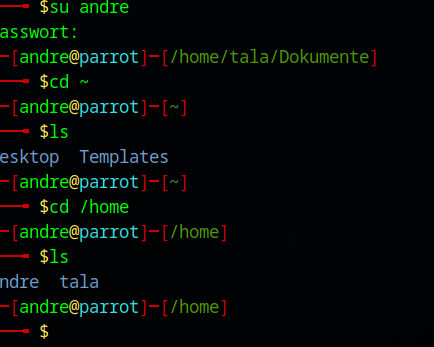 $su andre
asswort:
[andre@parrot]─[/home/tala/Dokumente]
$cd ~
[andre@parrot]─[~]
$ls
esktop  Templates
[andre@parrot]─[~]
$cd /home
[andre@parrot]─[/home]
$ls
ndre  tala
[andre@parrot]─[/home]
$